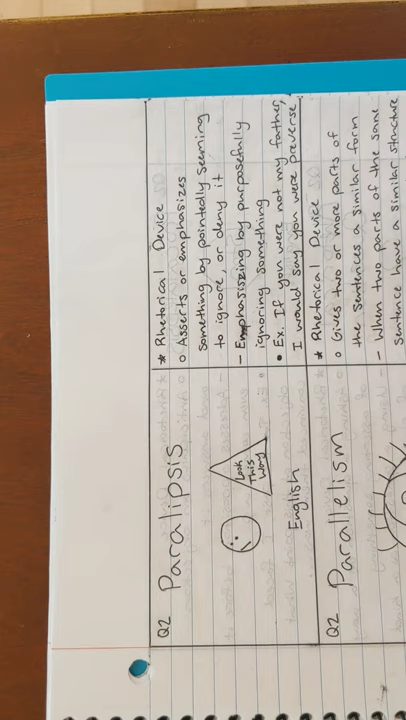 Q2 Paralipsis
Look
This
Way
English
* Rhetorical Device
o Asserts or emphasizes
something by pointedly seeming
to ignore, or deny it
- Emphasiszing by purposefully
ignoring something
• Ex. If you were not my father,
I would say you were preverse
Q2 Parallelism
* Rhetorical Device
o Gives two or more parts of
the sentences a similar form
- When two parts of the same
sentence have a similar structure